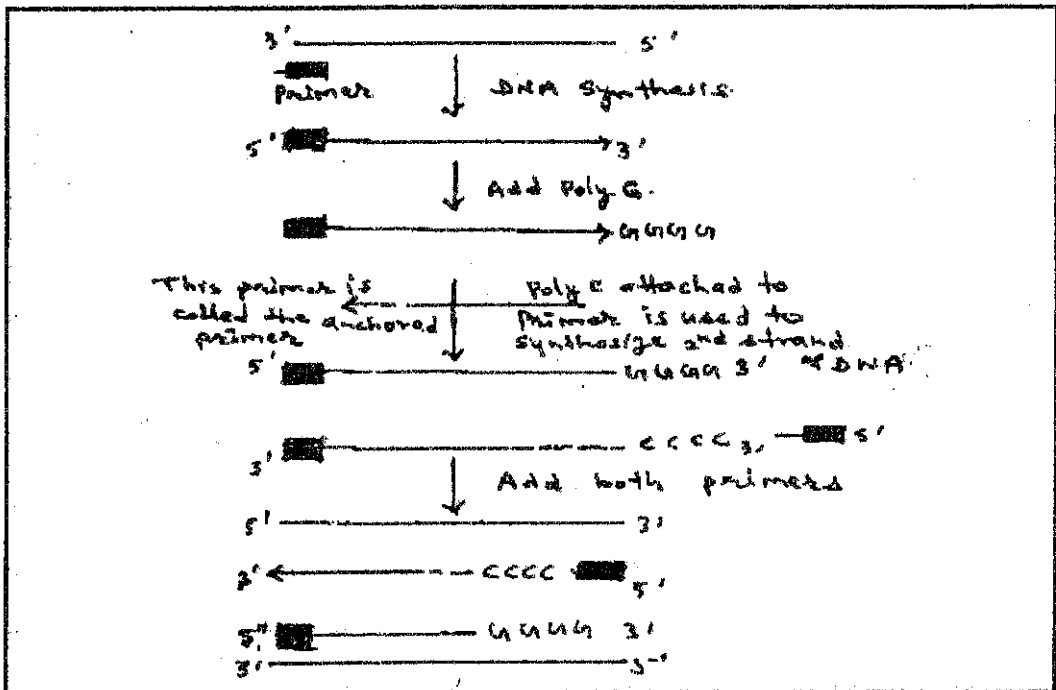 3' 5'
Primer DNA Synthesis.
5' 3'
Add Poly G.
GGGG
This primer is
called the anchored
primer
Poly C attached to
Primer is used to
synthesize 2nd strand
of DNA
5' GGGG 3'
3' CCCC 3' 5'
Add both primers
5' 3'
3' CCCC 5'
5' GGGG 3'
3' 5'